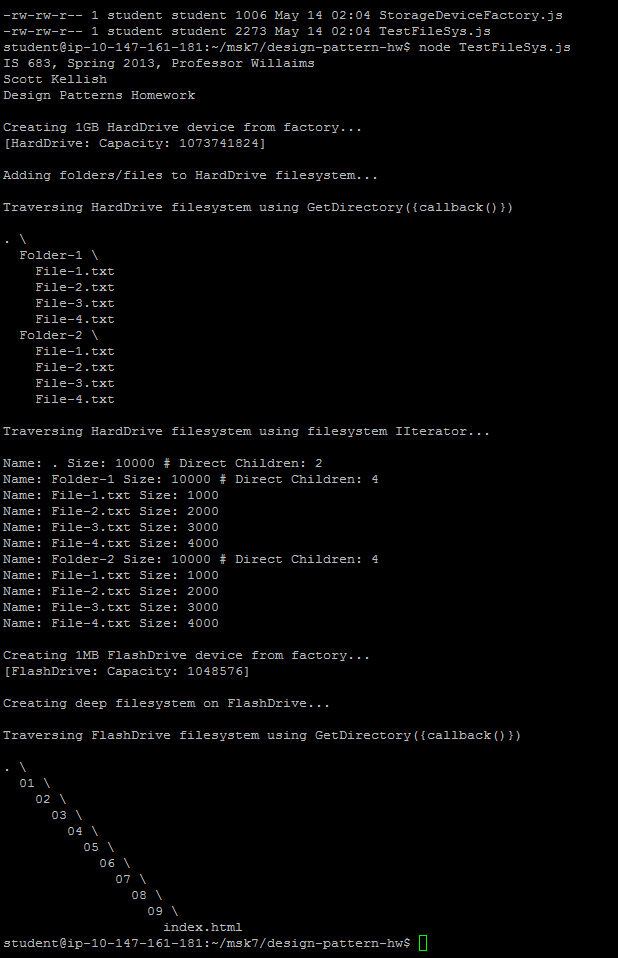 -rw-rw-r-- 1 student student 1006 May 14 02:04 StorageDeviceFactory.js
-rw-rw-r-- 1 student student 2273 May 14 02:04 TestFileSys.js
student@ip-10-147-161-181:~/msk7/design-pattern-hw$ node TestFileSys.js
IS 683, Spring 2013, Professor Willaims
Scott Kellish
Design Patterns Homework

Creating 1GB HardDrive device from factory...
[HardDrive: Capacity: 1073741824]

Adding folders/files to HardDrive filesystem...

Traversing HardDrive filesystem using GetDirectory({callback()})

. \
  Folder-1 \
    File-1.txt
    File-2.txt
    File-3.txt
    File-4.txt
  Folder-2 \
    File-1.txt
    File-2.txt
    File-3.txt
    File-4.txt

Traversing HardDrive filesystem using filesystem IIterator...

Name: . Size: 10000 # Direct Children: 2
Name: Folder-1 Size: 10000 # Direct Children: 4
Name: File-1.txt Size: 1000
Name: File-2.txt Size: 2000
Name: File-3.txt Size: 3000
Name: File-4.txt Size: 4000
Name: Folder-2 Size: 10000 # Direct Children: 4
Name: File-1.txt Size: 1000
Name: File-2.txt Size: 2000
Name: File-3.txt Size: 3000
Name: File-4.txt Size: 4000

Creating 1MB FlashDrive device from factory...
[FlashDrive: Capacity: 1048576]

Creating deep filesystem on FlashDrive...

Traversing FlashDrive filesystem using GetDirectory({callback()})

. \
  01 \
    02 \
      03 \
        04 \
          05 \
            06 \
              07 \
                08 \
                  09 \
                    index.html
student@ip-10-147-161-181:~/msk7/design-pattern-hw$